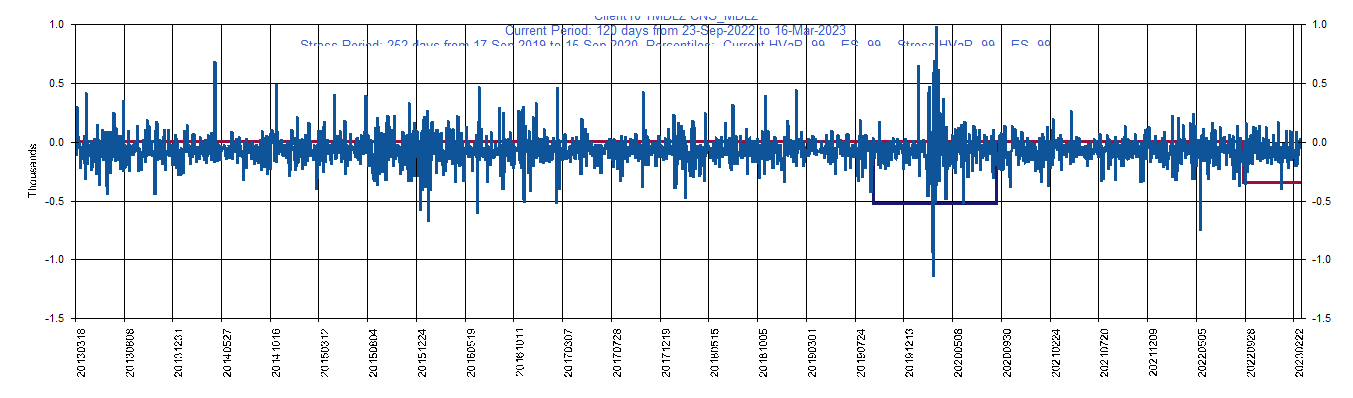 Client10 1MDLZ CNS_MDLZ
Current Period: 120 days from 23-Sep-2022 to 16-Mar-2023
Stress Period: 252 days from 17-Sep-2019 to 15-Sep-2020 Percentiles: Current HVaR_99 ES_99 Stress HVaR_99 ES_99
1.0 1.0
0.5 0.5
0.0 0.0
-0.5 -0.5
-1.0 -1.0
-1.5 -1.5
Thousands
20130318 20130808 20131231 20140527 20141016 20150312 20150804 20151224 20160519 20161011 20170307 20170728 20171219 20180515 20181005 20190301 20190724 20191213 20200508 20200930 20210224 20210720 20211209 20220505 20220928 20230222